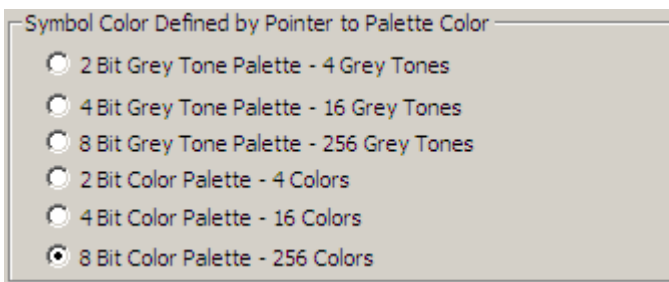 Symbol Color Defined by Pointer to Palette Color
2 Bit Grey Tone Palette - 4 Grey Tones
4 Bit Grey Tone Palette - 16 Grey Tones
8 Bit Grey Tone Palette - 256 Grey Tones
2 Bit Color Palette - 4 Colors
4 Bit Color Palette - 16 Colors
8 Bit Color Palette - 256 Colors